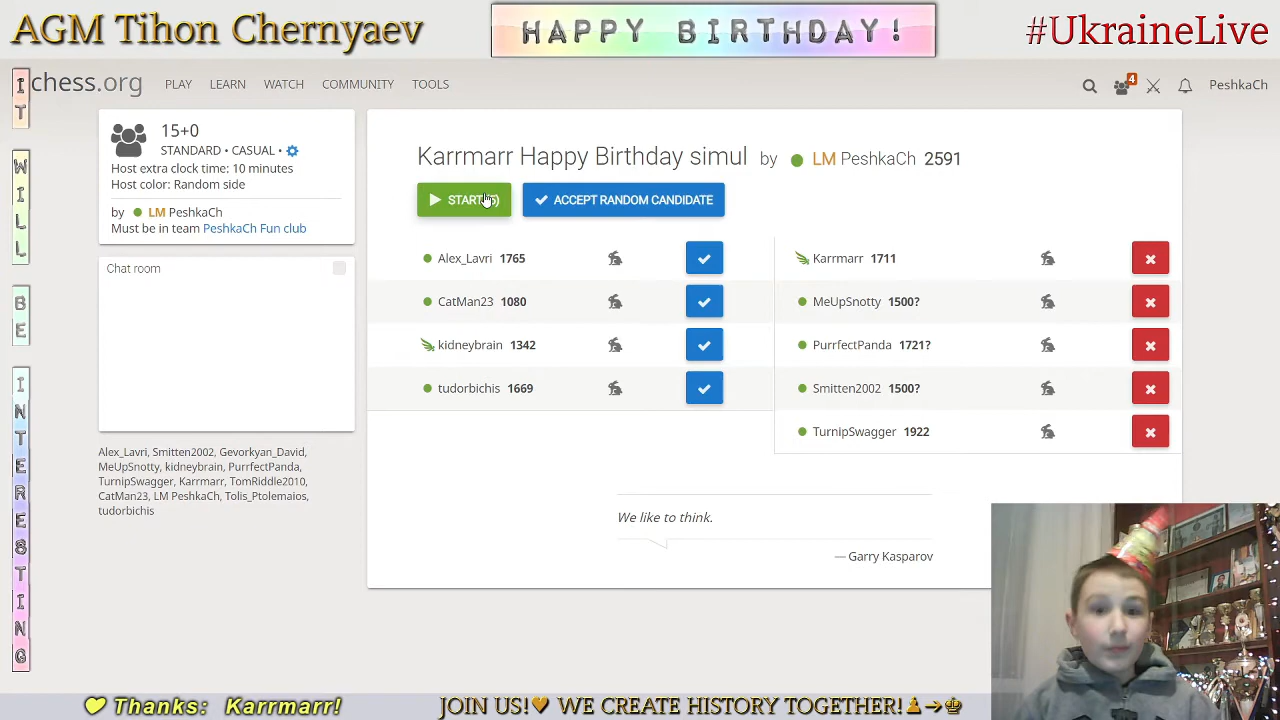 AGM Tihon Chernyaev
HAPPY BIRTHDAY!
#UkraineLive
IT WILL BE INTERESTING
chess.org
PLAY
LEARN
WATCH
COMMUNITY
TOOLS
4
PeshkaCh
15+0
STANDARD • CASUAL •
Host extra clock time: 10 minutes
Host color: Random side
by LM PeshkaCh
Must be in team PeshkaCh Fun club
Chat room
Alex_Lavri, Smitten2002, Gevorkyan_David,
MeUpSnotty, kidneybrain, PurrfectPanda,
TurnipSwagger, Karrmarr, TomRiddle2010,
CatMan23, LM PeshkaCh, Tolis_Ptolemaios,
tudorbichis
Karrmarr Happy Birthday simul by LM PeshkaCh 2591
START
ACCEPT RANDOM CANDIDATE
Alex_Lavri 1765
CatMan23 1080
kidneybrain 1342
tudorbichis 1669
Karrmarr 1711
MeUpSnotty 1500?
PurrfectPanda 1721?
Smitten2002 1500?
TurnipSwagger 1922
We like to think.
— Garry Kasparov
Thanks: Karrmarr!
JOIN US!♥ WE CREATE HISTORY TOGETHER!♟→♚